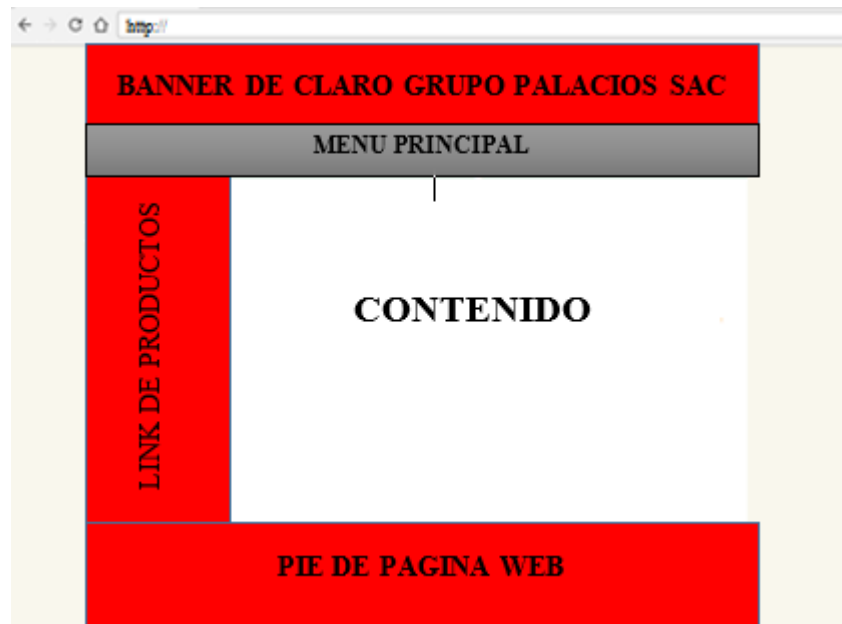 http://
BANNER DE CLARO GRUPO PALACIOS SAC
MENU PRINCIPAL
LINK DE PRODUCTOS
CONTENIDO
PIE DE PAGINA WEB